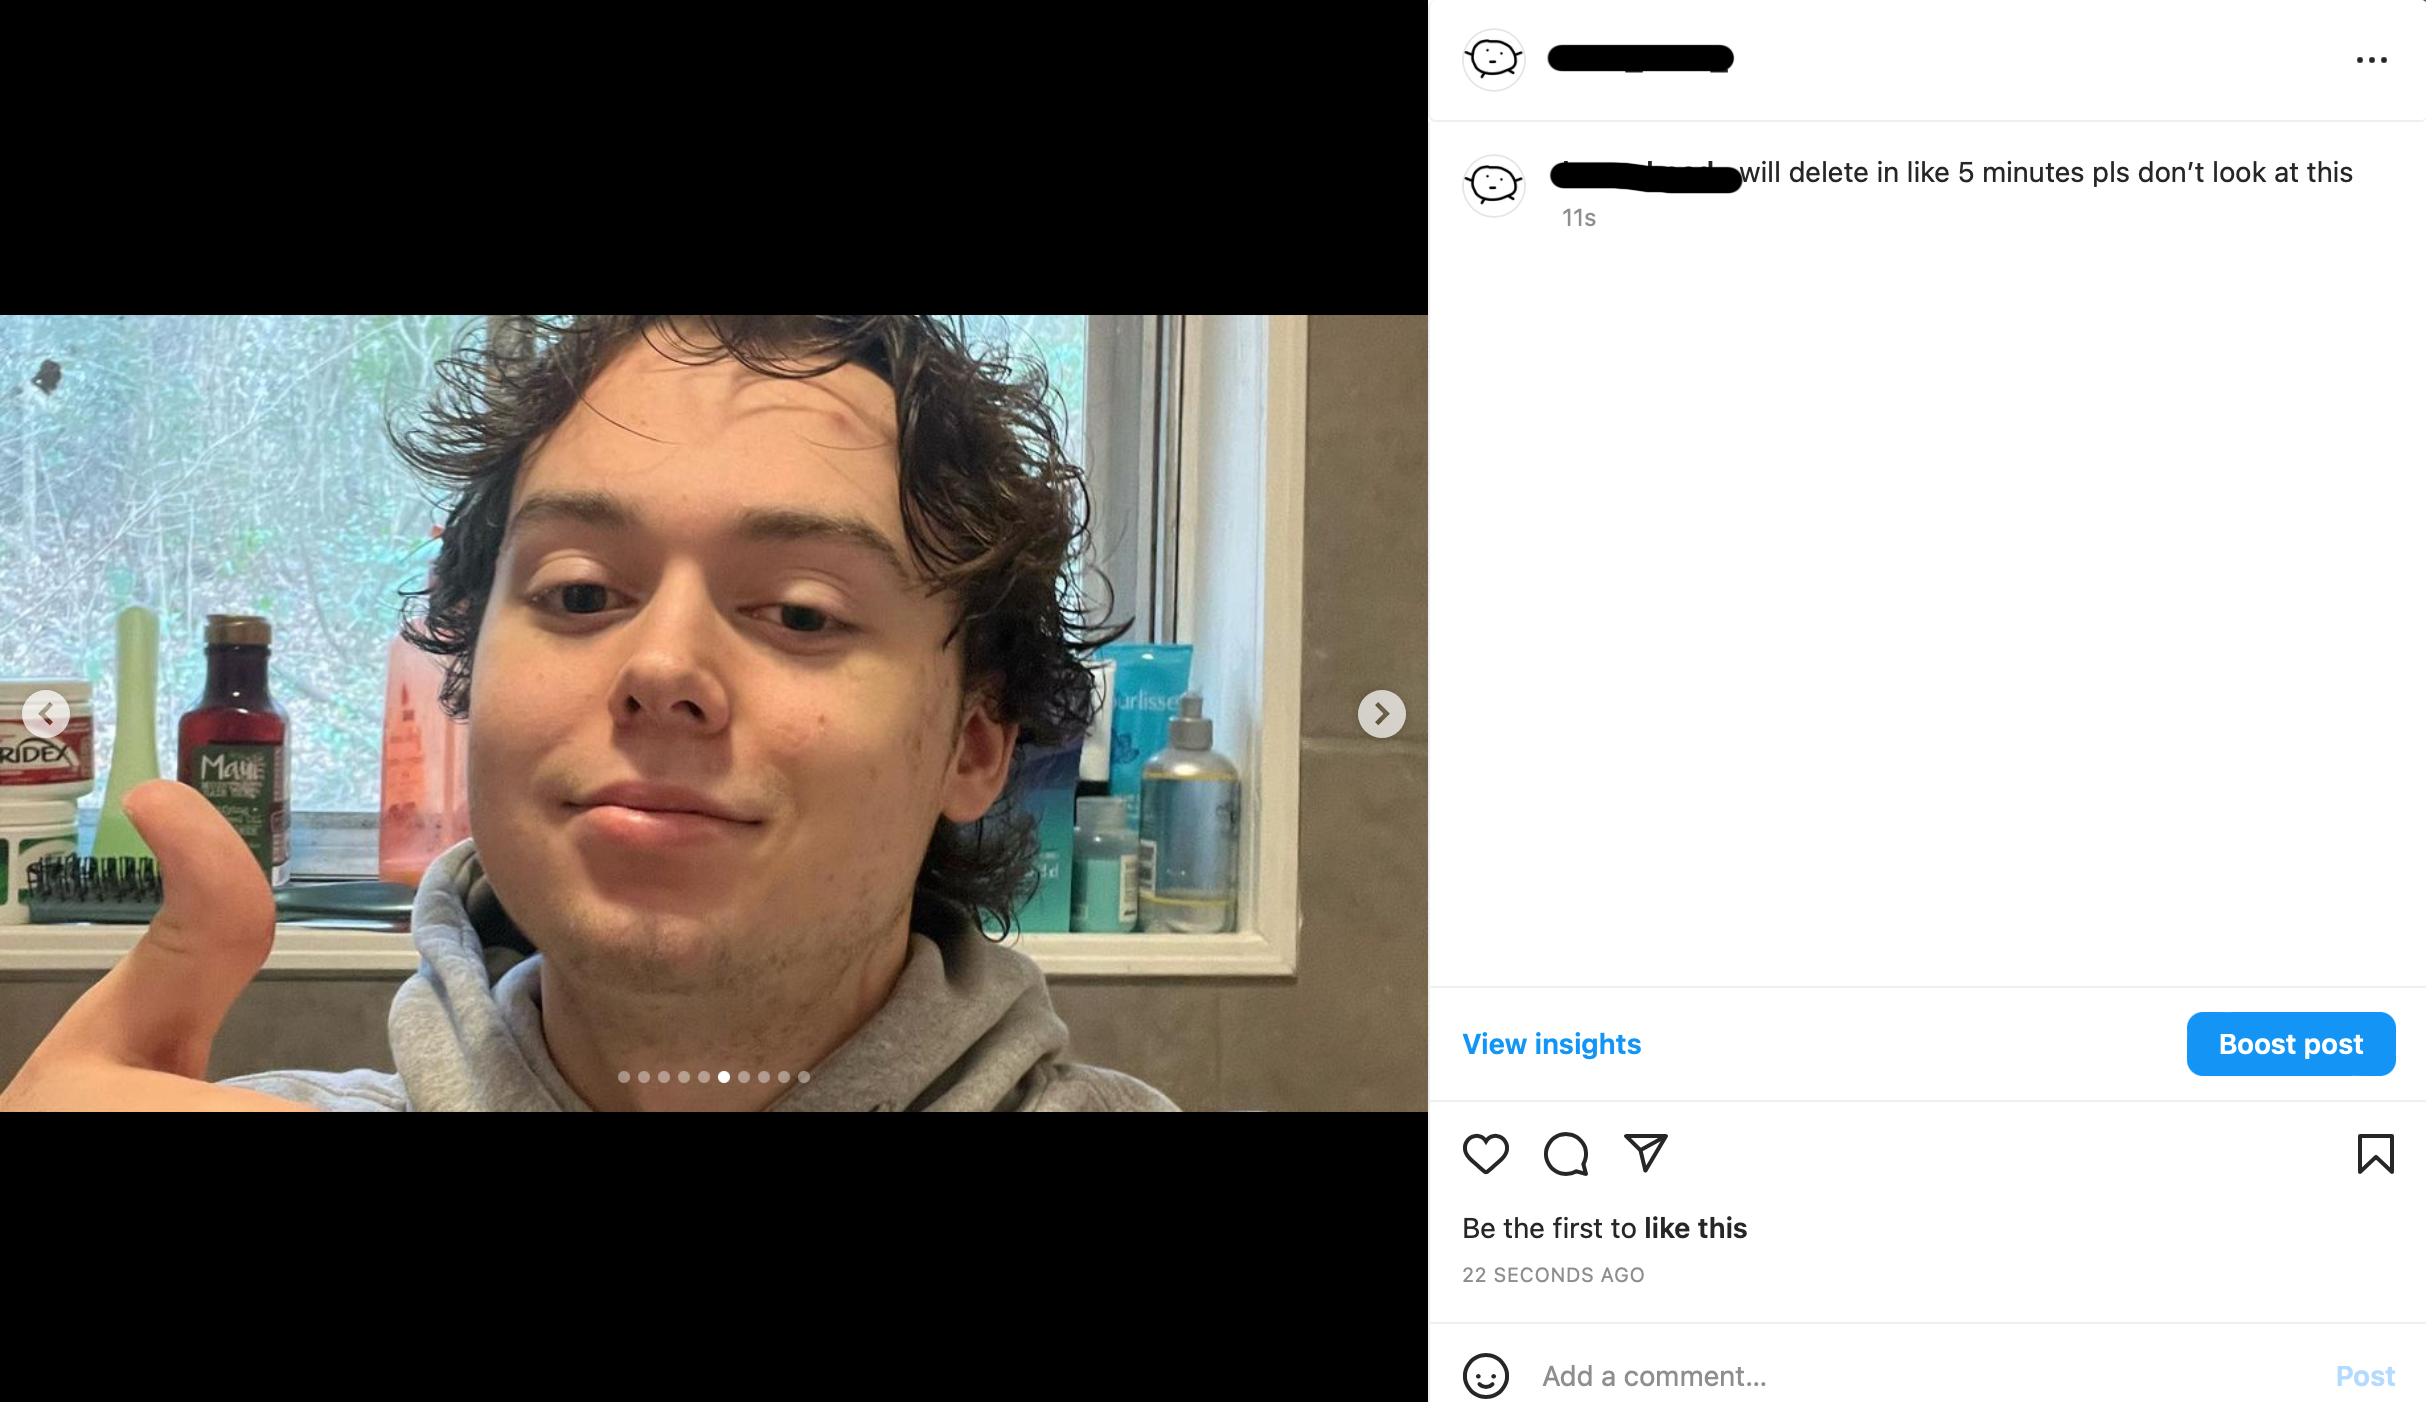 RIDEX
Maui
urlisse
will delete in like 5 minutes pls don’t look at this
11s
View insights
Boost post
Be the first to like this
22 SECONDS AGO
Add a comment...
Post